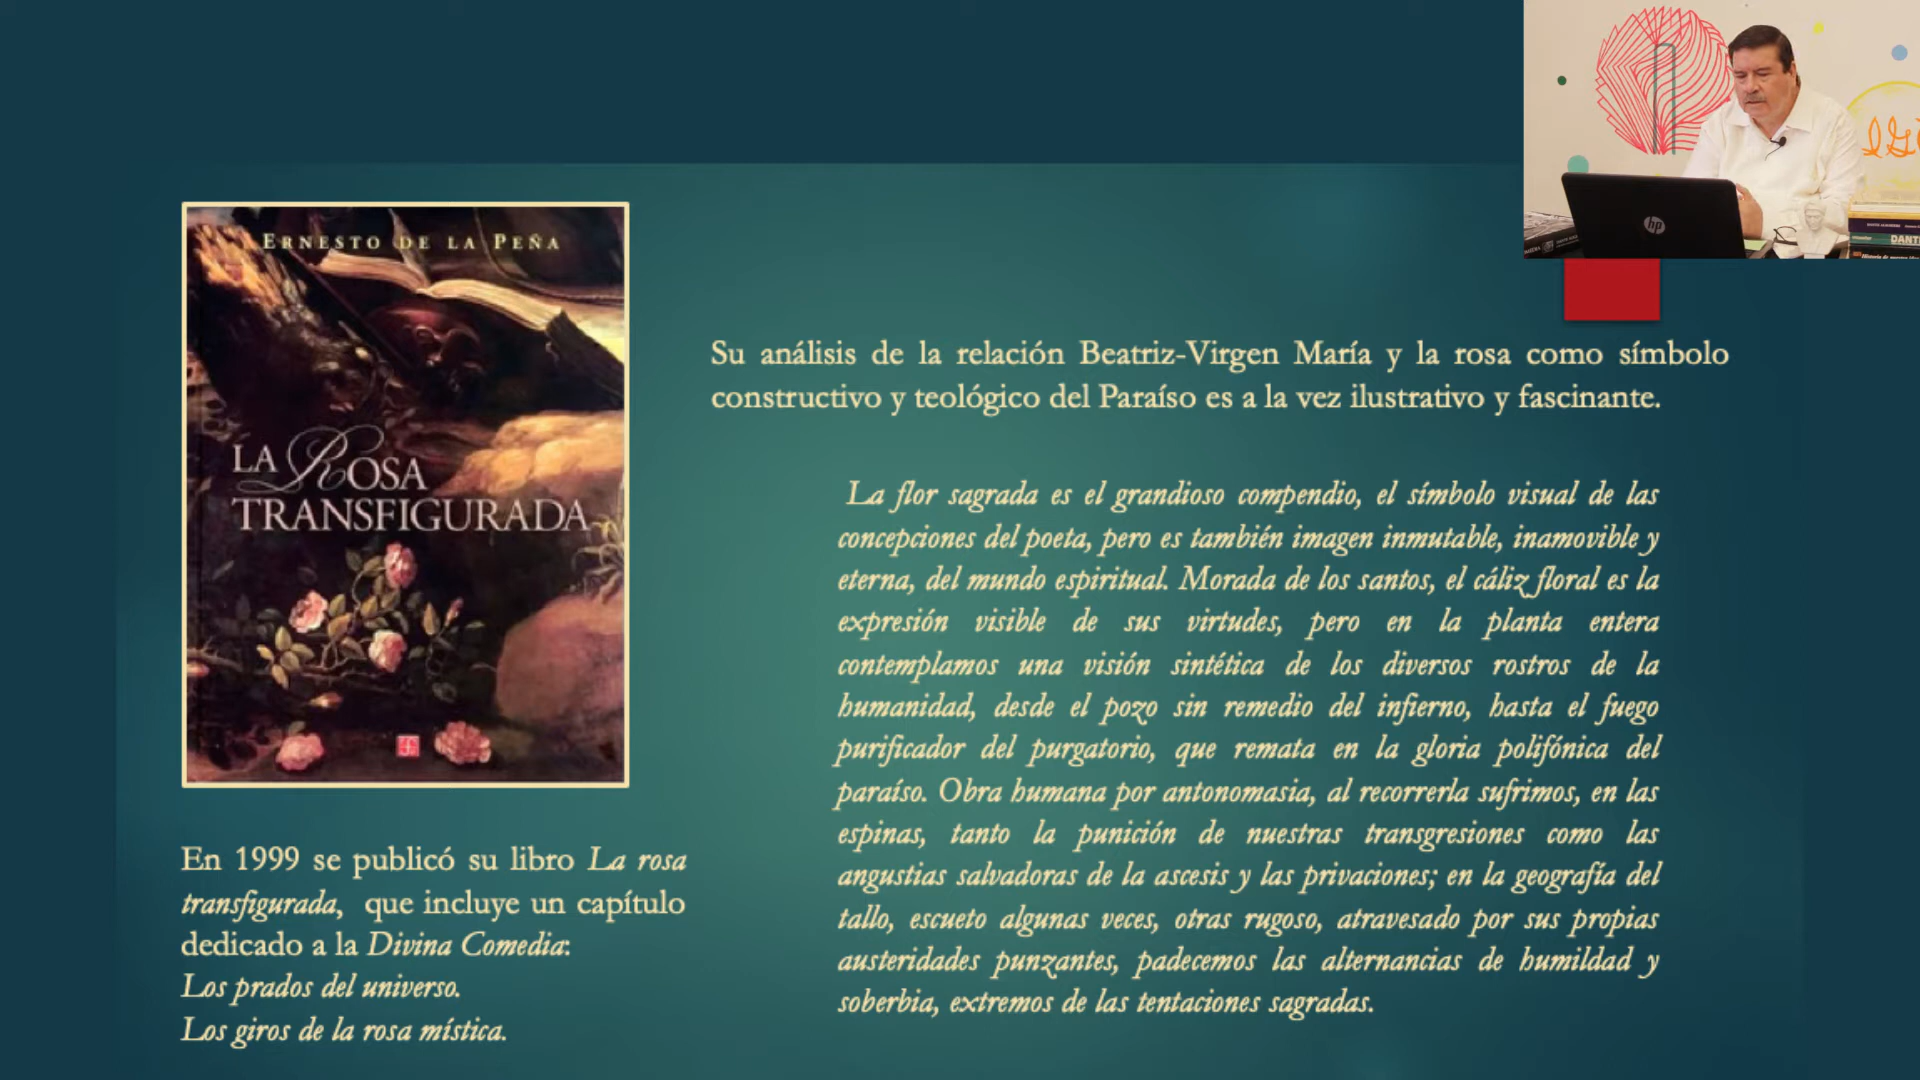 ERNESTO DE LA PEÑA
LA ROSA
TRANSFIGURADA
En 1999 se publicó su libro La rosa
transfigurada, que incluye un capítulo
dedicado a la Divina Comedia:
Los prados del universo.
Los giros de la rosa mística.
Su análisis de la relación Beatriz-Virgen María y la rosa como símbolo
constructivo y teológico del Paraíso es a la vez ilustrativo y fascinante.
La flor sagrada es el grandioso compendio, el símbolo visual de las
concepciones del poeta, pero es también imagen inmutable, inamovible y
eterna, del mundo espiritual. Morada de los santos, el cáliz floral es la
expresión visible de sus virtudes, pero en la planta entera
contemplamos una visión sintética de los diversos rostros de la
humanidad, desde el pozo sin remedio del infierno, hasta el fuego
purificador del purgatorio, que remata en la gloria polifónica del
paraíso. Obra humana por antonomasia, al recorrerla sufrimos, en las
espinas, tanto la punición de nuestras transgresiones como las
angustias salvadoras de la ascesis y las privaciones; en la geografía del
tallo, escueto algunas veces, otras rugoso, atravesado por sus propias
austeridades punzantes, padecemos las alternancias de humildad y
soberbia, extremos de las tentaciones sagradas.
hp
DANT